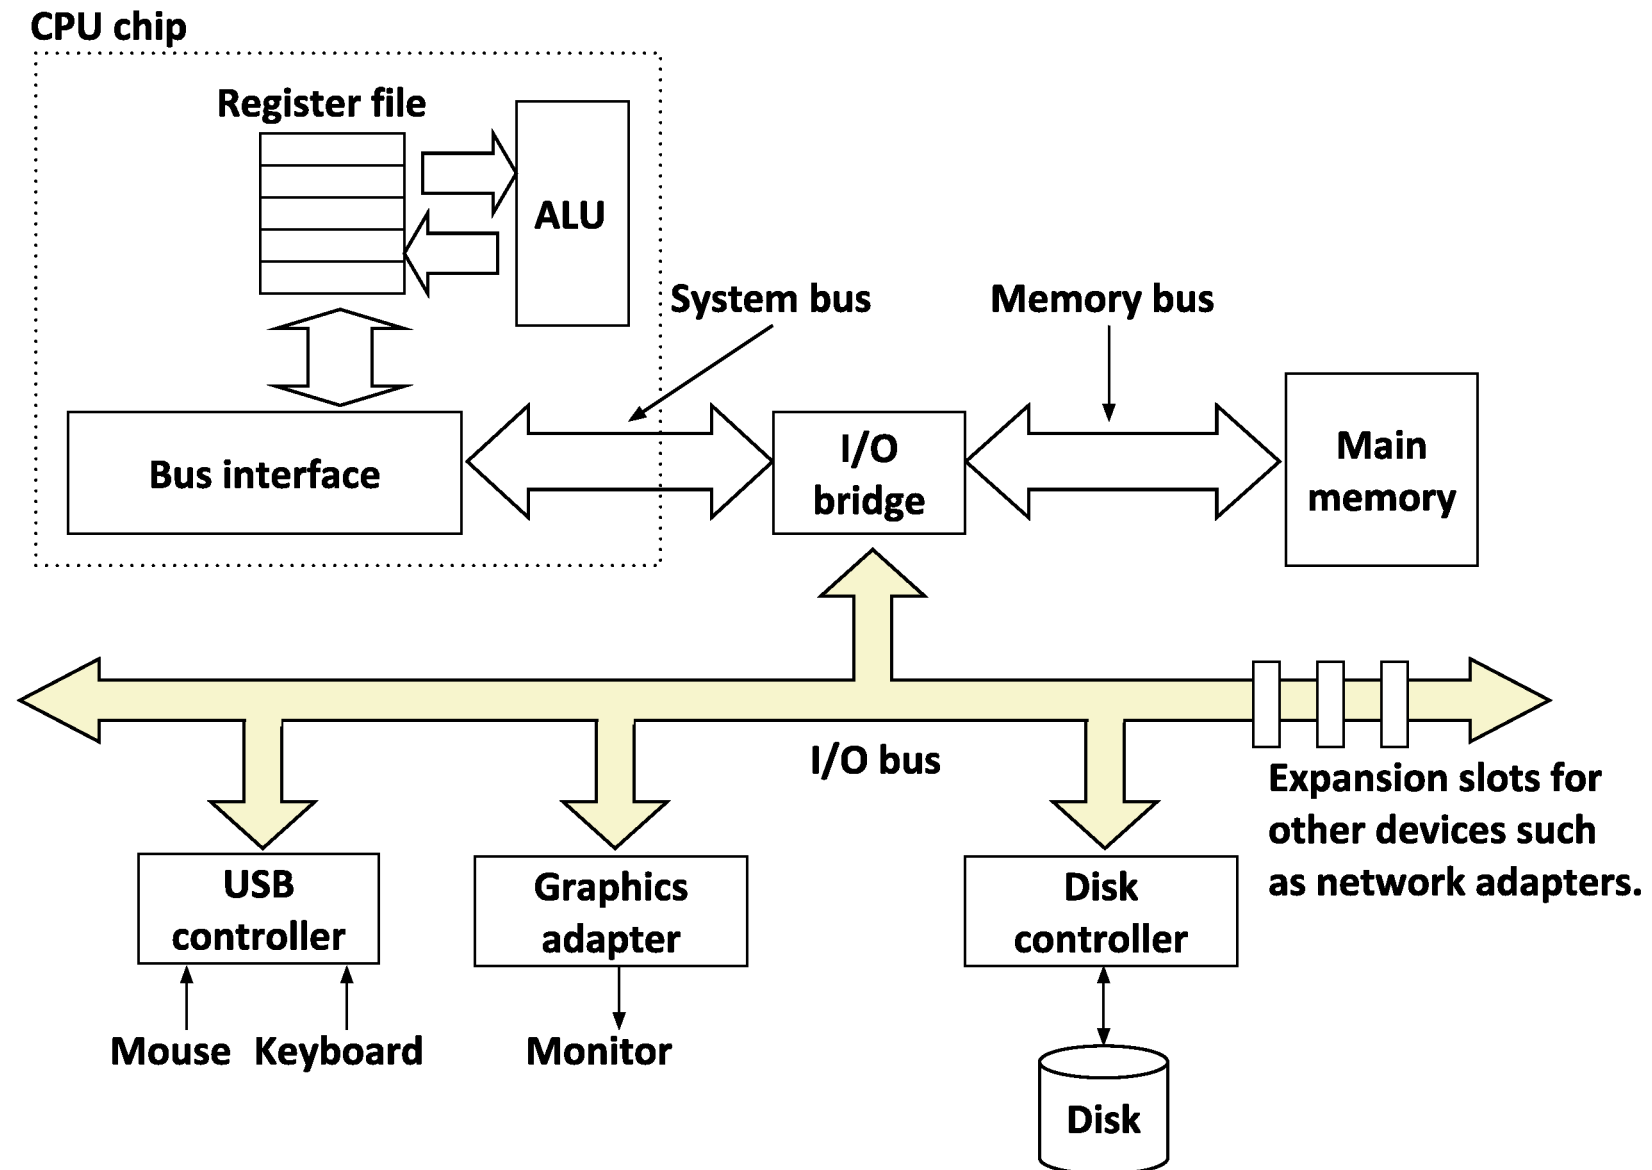 CPU chip
Register file
ALU
System bus
Memory bus
Bus interface
I/O
bridge
Main
memory
I/O bus
Expansion slots for
other devices such
as network adapters.
USB
controller
Graphics
adapter
Disk
controller
Mouse
Keyboard
Monitor
Disk